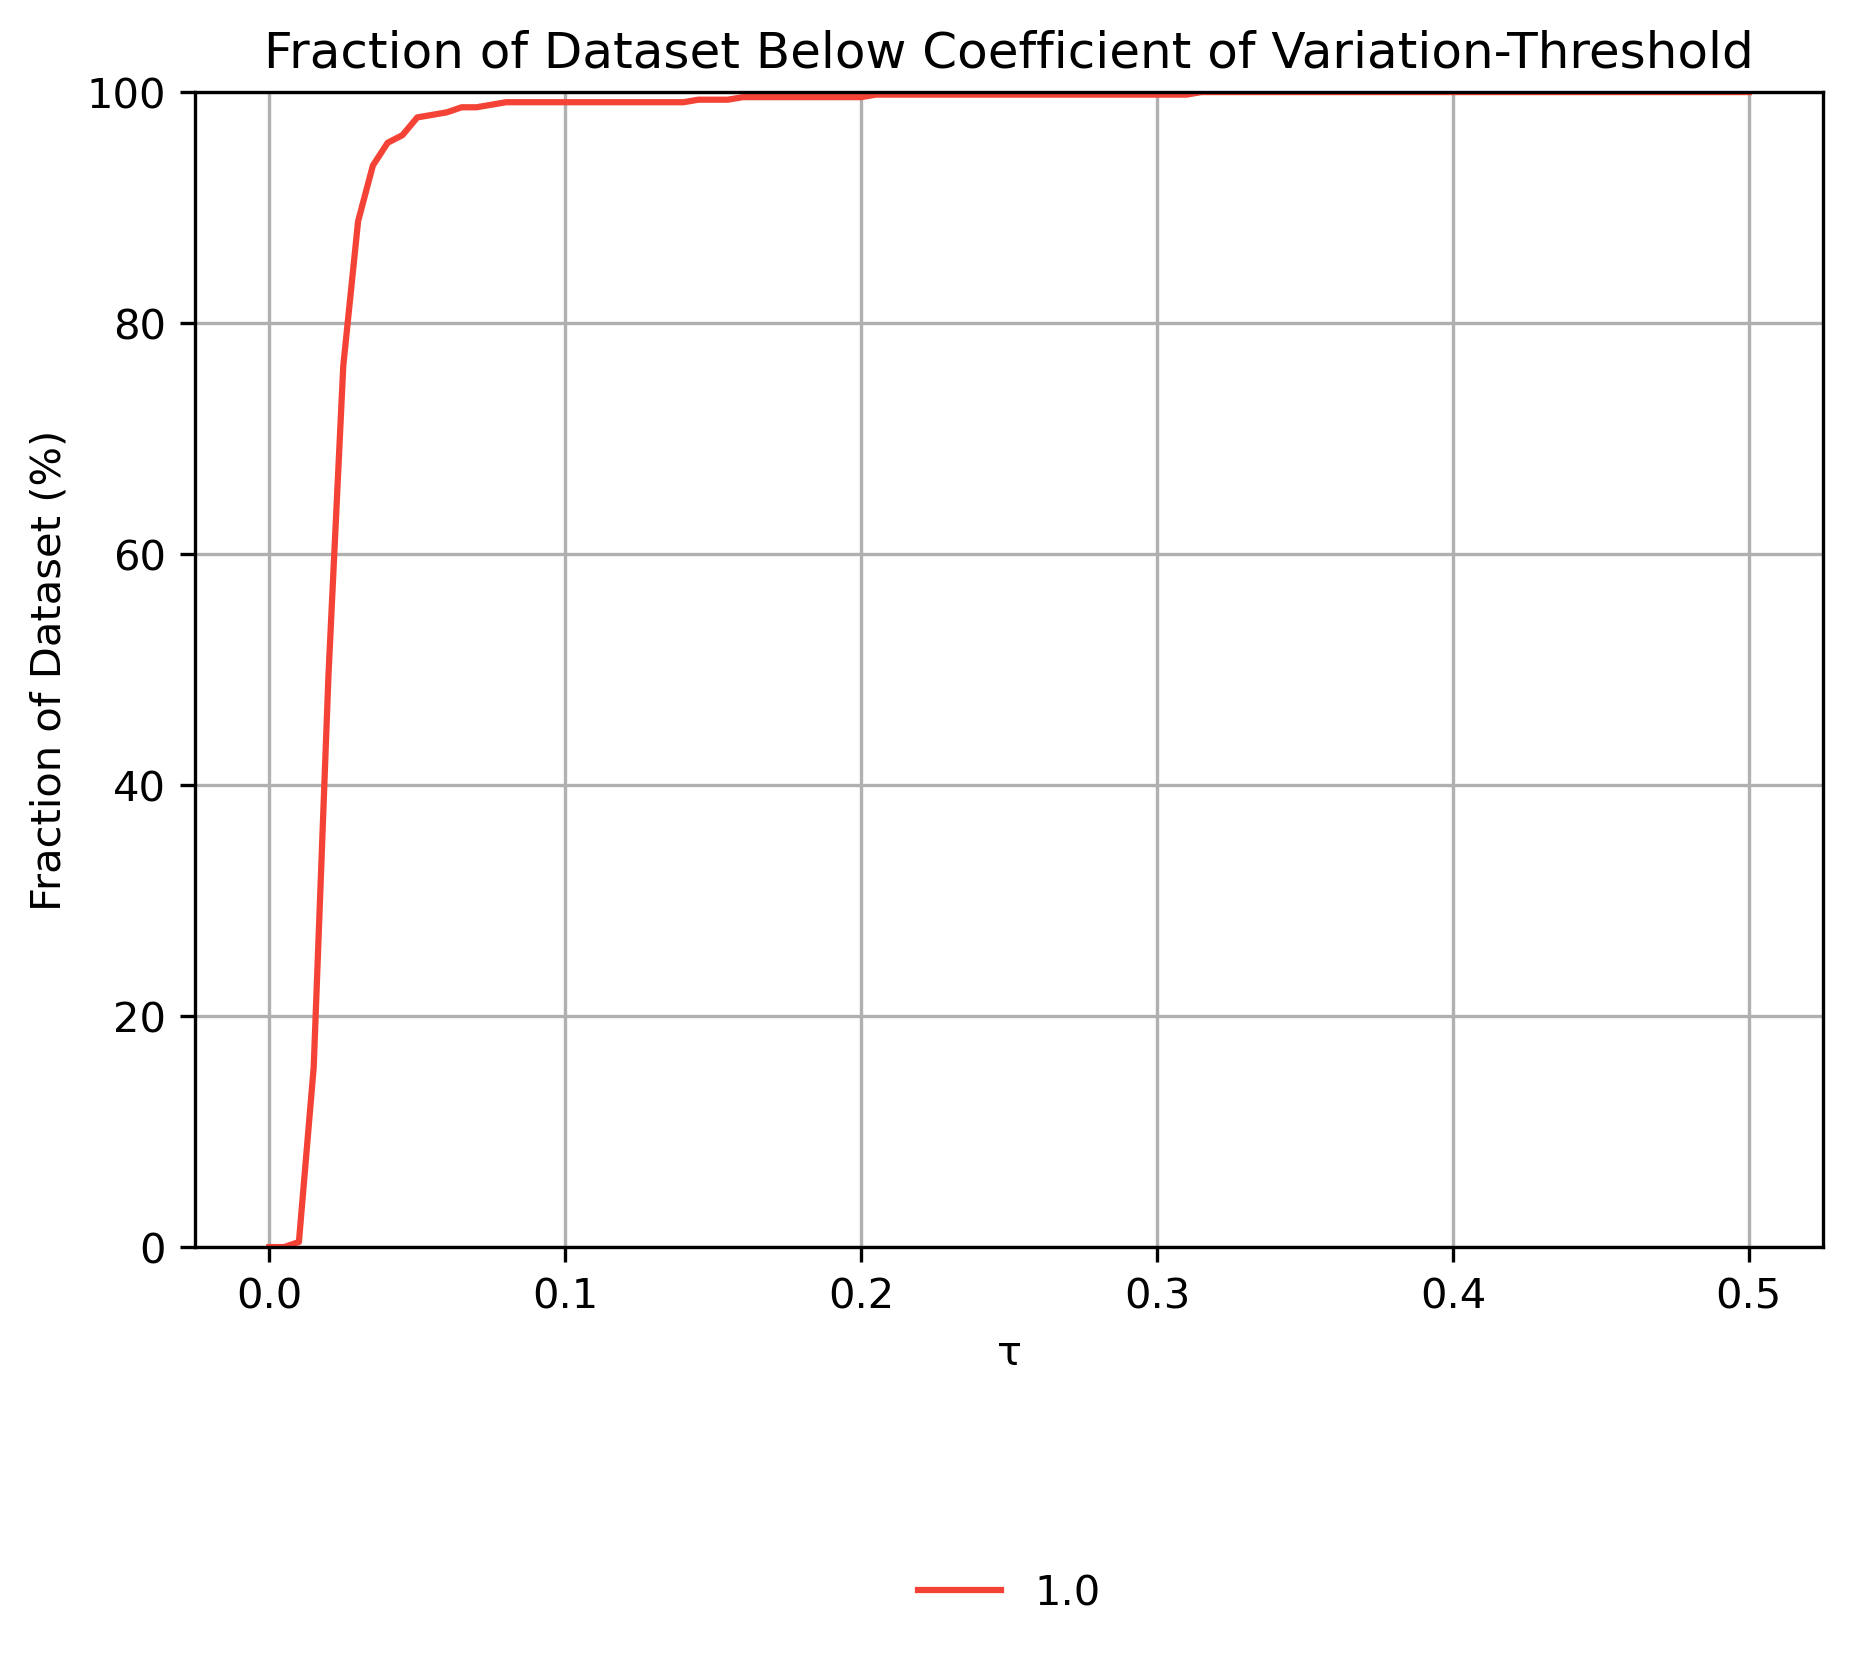 Fraction of Dataset Below Coefficient of Variation-Threshold
Fraction of Dataset (%)
100
80
60
40
20
0
0.0 0.1 0.2 0.3 0.4 0.5
τ
1.0